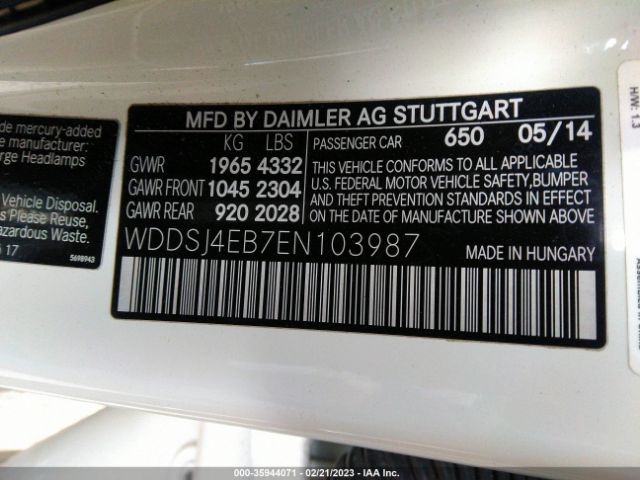 MFD BY DAIMLER AG STUTTGART
KG LBS
PASSENGER CAR 650 05/14
GVWR 1965 4332
GAWR FRONT 1045 2304
GAWR REAR 920 2028
THIS VEHICLE CONFORMS TO ALL APPLICABLE
U.S. FEDERAL MOTOR VEHICLE SAFETY,BUMPER
AND THEFT PREVENTION STANDARDS IN EFFECT
ON THE DATE OF MANUFACTURE SHOWN ABOVE.
WDDSJ4EB7EN103987
MADE IN HUNGARY
de mercury-added
manufacturer:
rge Headlamps
Vehicle Disposal.
s Please Reuse,
azardous Waste.
17
5698943
H/W: 1.3
000-35944071 - 02/21/2023 - IAA Inc.